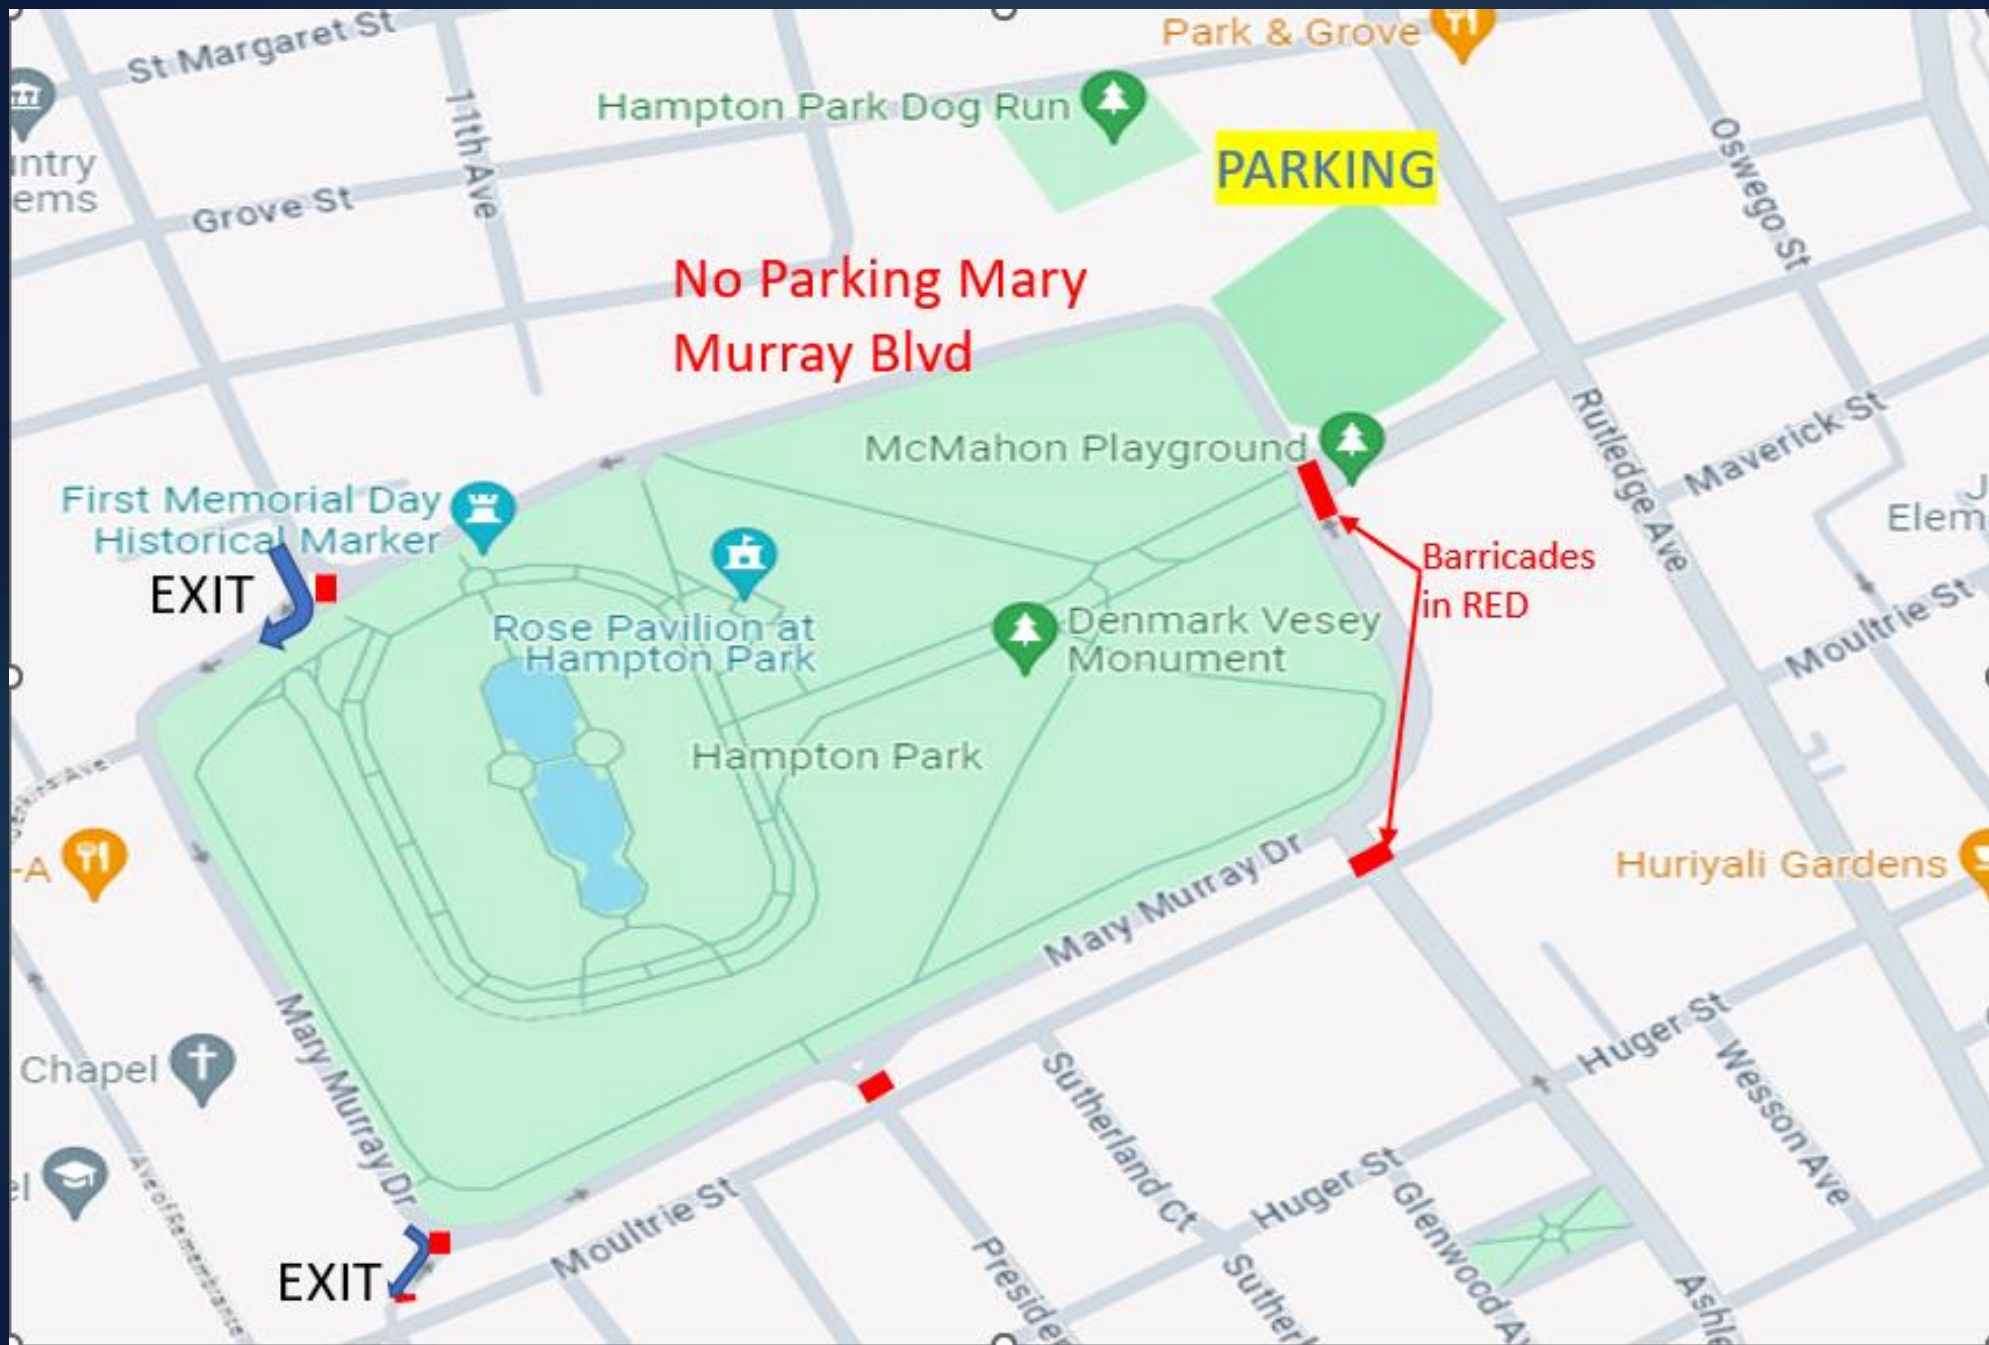 Park & Grove
St Margaret St
Hampton Park Dog Run
11th Ave
PARKING
Oswego St
Grove St
No Parking Mary
Murray Blvd
Maverick St
McMahon Playground
Rutledge Ave
First Memorial Day
Historical Marker
Barricades
in RED
EXIT
Rose Pavilion at
Hampton Park
Denmark Vesey
Monument
Moultrie St
Hampton Park
-A
Mary Murray Dr
Huriyali Gardens
Mary Murray Dr
Chapel
Huger St
Wesson Ave
Sutherland Ct
Huger St
Glenwood Av
Moultrie St
Ave of Remembrance
EXIT